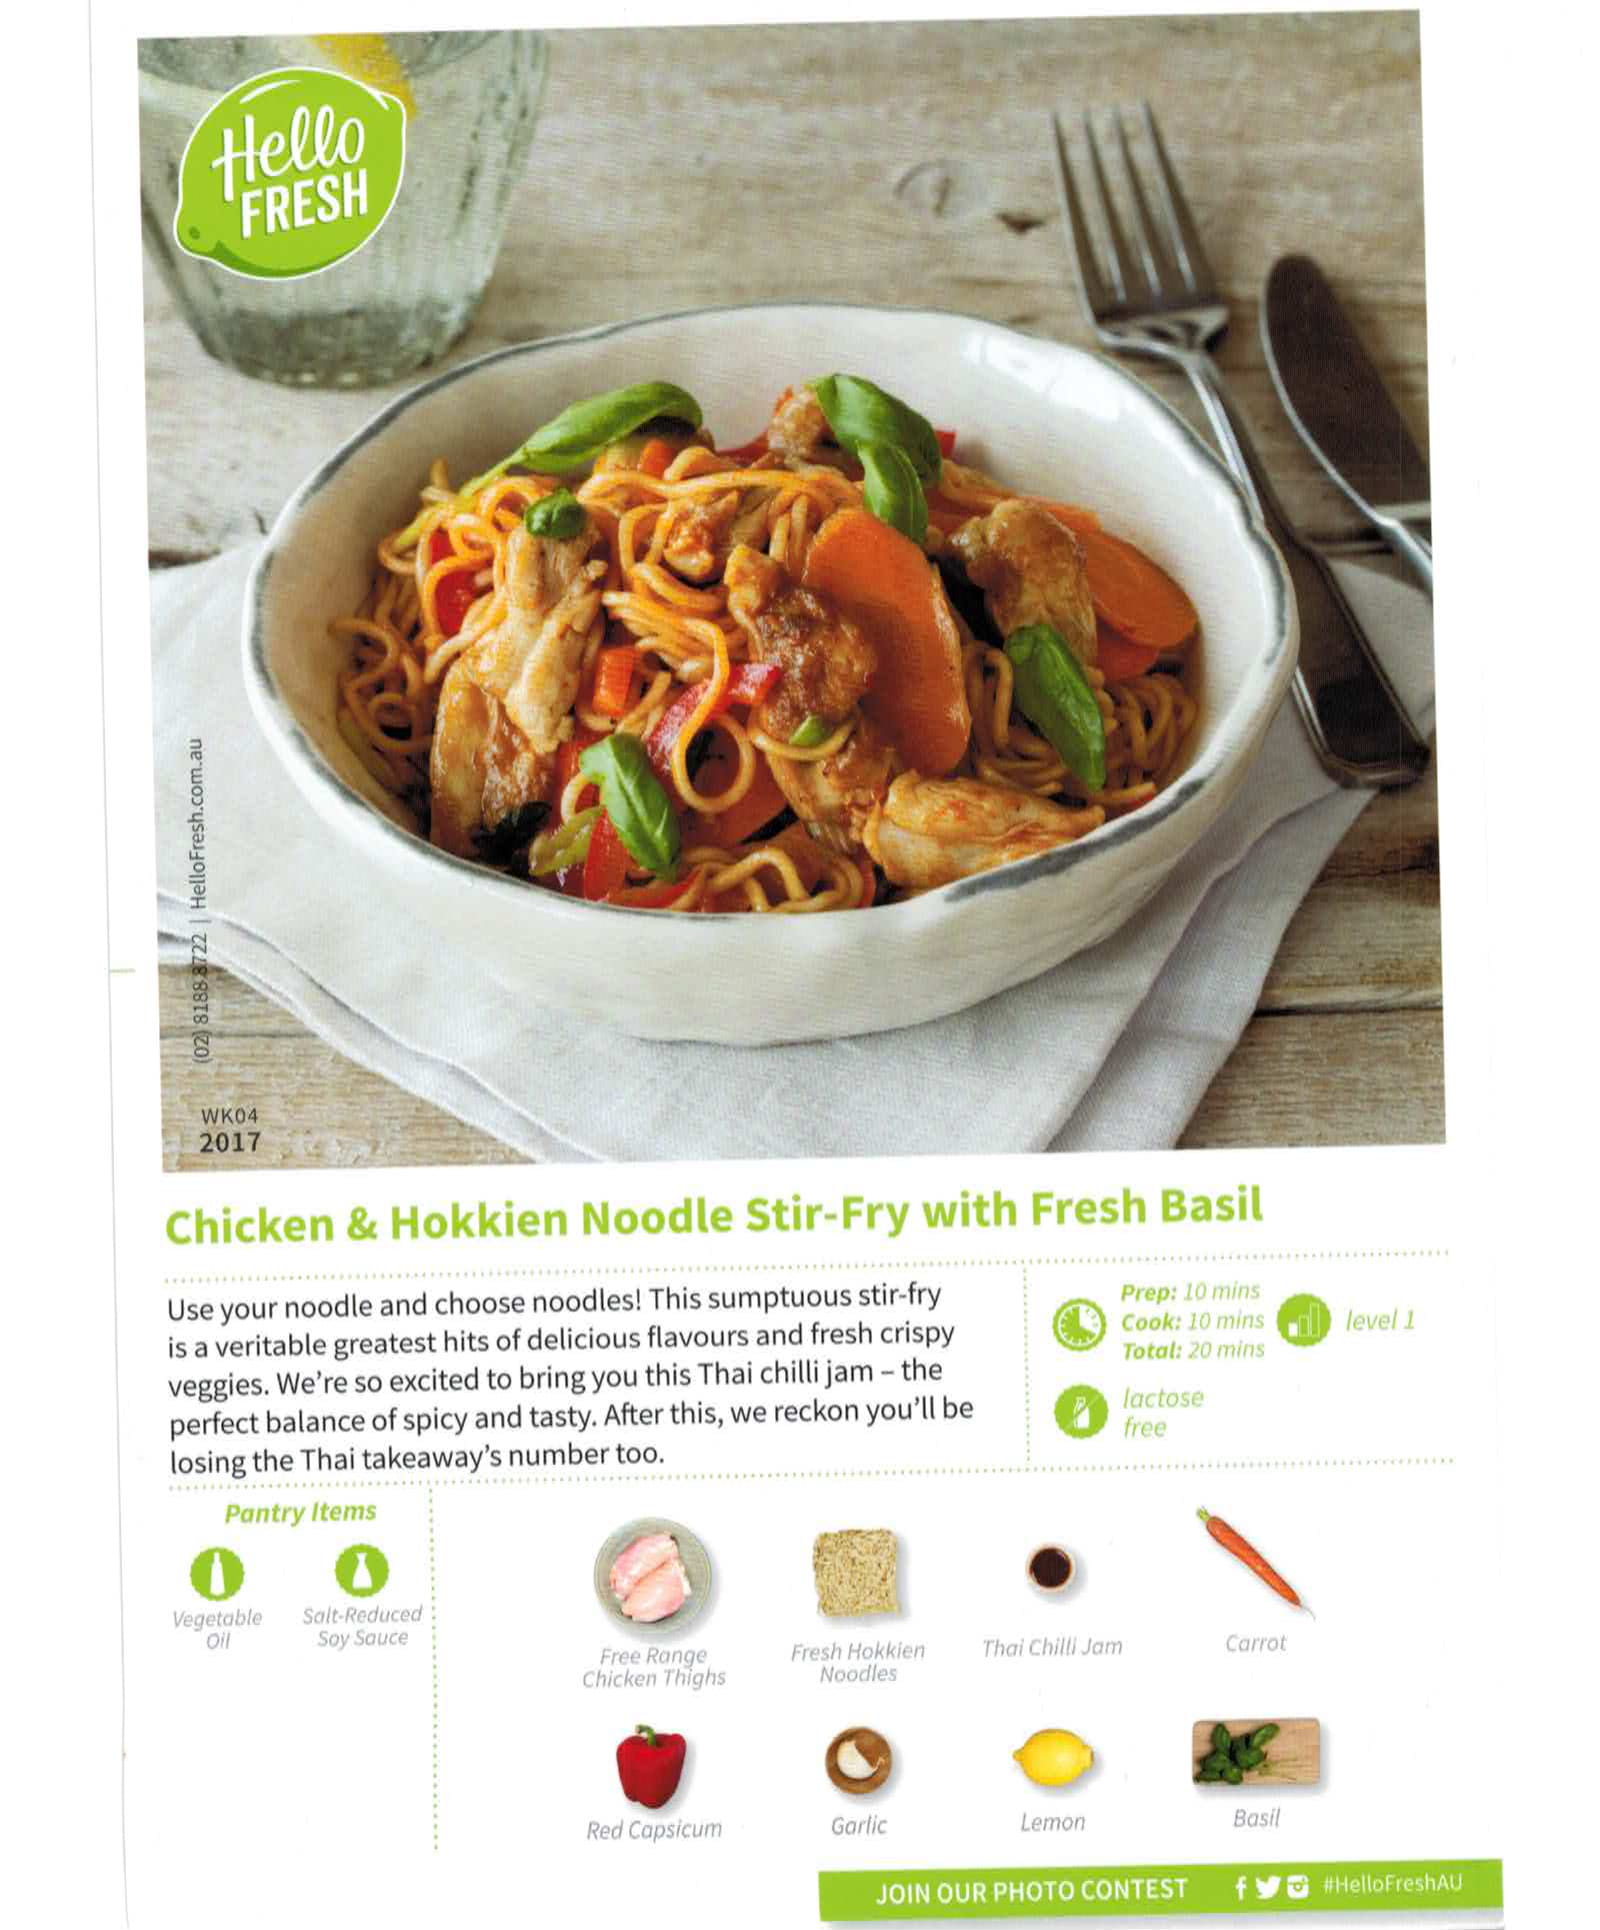 Hello
FRESH
(02) 8188 8722 | HelloFresh.com.au
WK04
2017
Chicken & Hokkien Noodle Stir-Fry with Fresh Basil
Use your noodle and choose noodles! This sumptuous stir-fry
is a veritable greatest hits of delicious flavours and fresh crispy
veggies. We're so excited to bring you this Thai chilli jam – the
perfect balance of spicy and tasty. After this, we reckon you'll be
losing the Thai takeaway's number too.
Prep: 10 mins
Cook: 10 mins
Total: 20 mins
level 1
lactose
free
Pantry Items
Vegetable
Oil
Salt-Reduced
Soy Sauce
Free Range
Chicken Thighs
Fresh Hokkien
Noodles
Thai Chilli Jam
Carrot
Red Capsicum
Garlic
Lemon
Basil
JOIN OUR PHOTO CONTEST
#HelloFreshAU